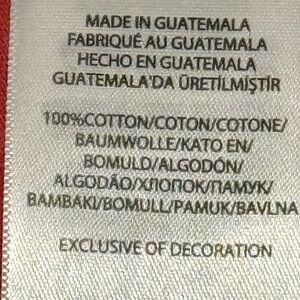 MADE IN GUATEMALA
FABRIQUÉ AU GUATEMALA
HECHO EN GUATEMALA
GUATEMALA'DA ÜRETİLMİŞTİR
100%COTTON/COTON/COTONE/
BAUMWOLLE/KATO EN/
BOMULD/ALGODÓN/
ALGODÃO/ХЛОПОК/ПАМУК/
BAMBAKI/BOMULL/PAMUK/BAVLNA
EXCLUSIVE OF DECORATION